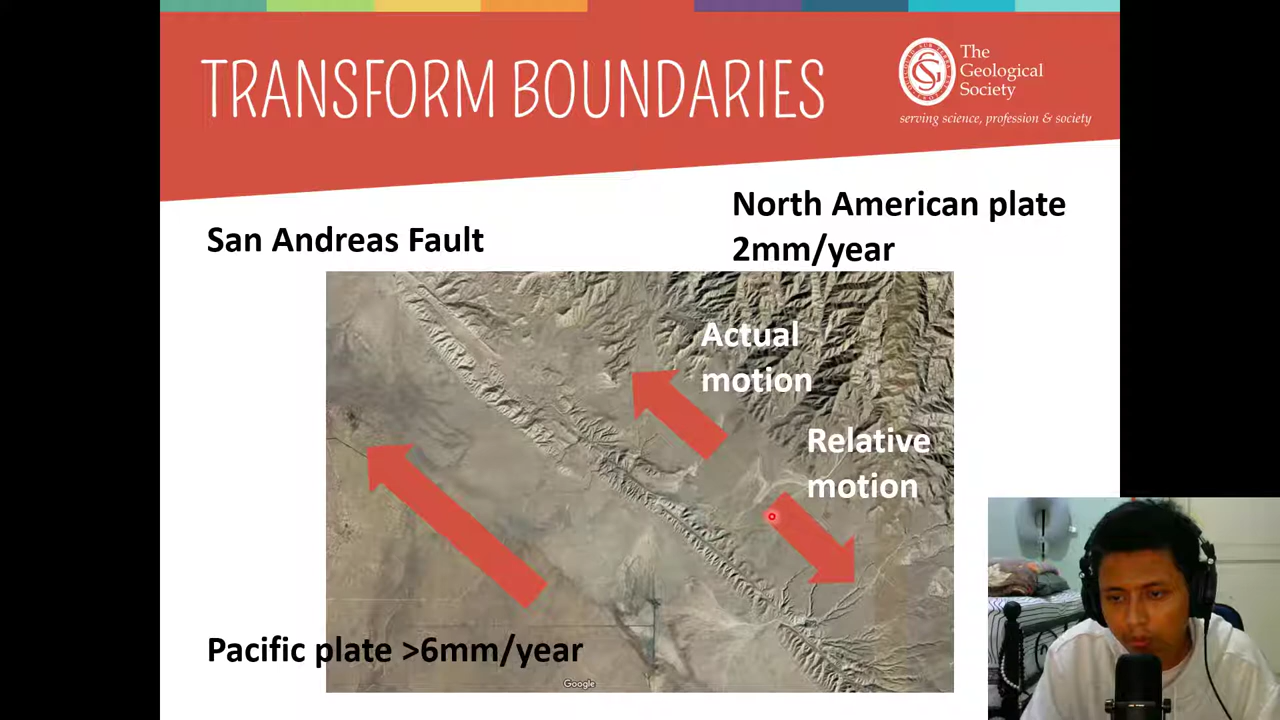 TRANSFORM BOUNDARIES
The
Geological
Society
serving science, profession & society
San Andreas Fault
North American plate
2mm/year
Actual
motion
Relative
motion
Pacific plate >6mm/year
Google